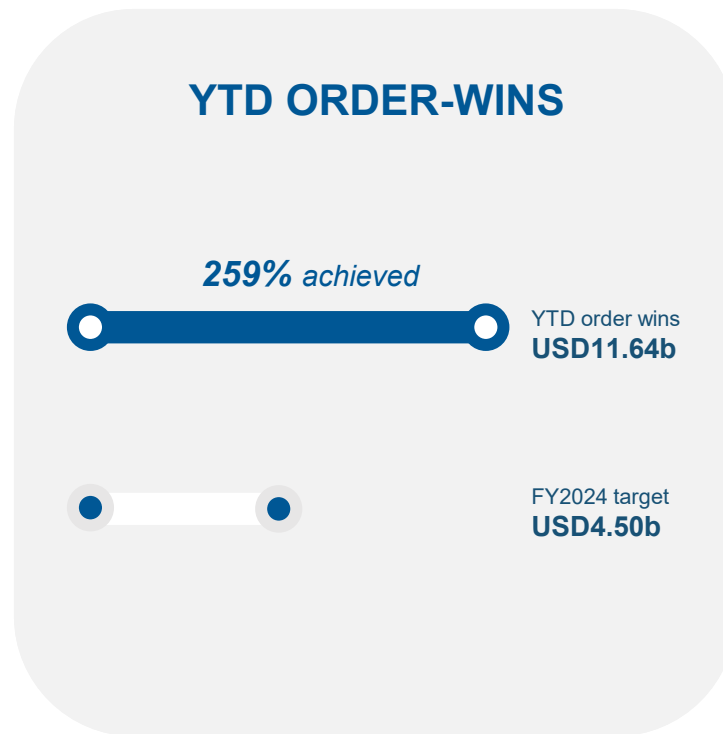 YTD ORDER-WINS
259% achieved
YTD order wins
USD11.64b
FY2024 target
USD4.50b